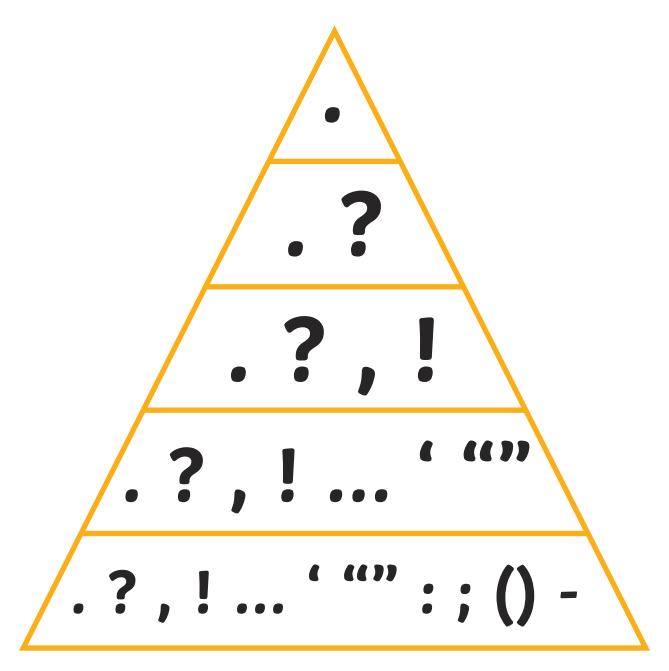 .
. ?
. ? , !
. ? , ! ... ‘ “”
. ? , ! ... ‘ “” : ; () -